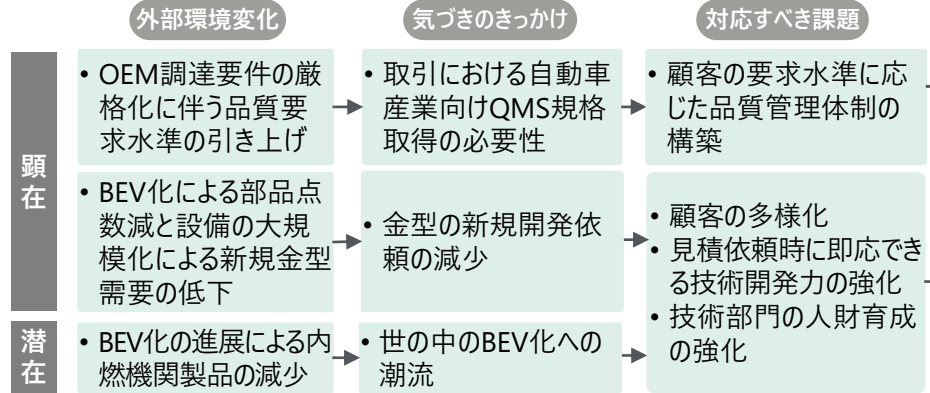 外部環境変化
気づきのきっかけ
対応すべき課題
顕在
• OEM調達要件の厳
格化に伴う品質要
求水準の引き上げ
• 取引における自動車
産業向けQMS規格
取得の必要性
• 顧客の要求水準に応
じた品質管理体制の
構築
• BEV化による部品点
数減と設備の大規
模化による新規金型
需要の低下
• 金型の新規開発依
頼の減少
• 顧客の多様化
• 見積依頼時に即応でき
る技術開発力の強化
• 技術部門の人財育成
の強化
潜在
• BEV化の進展による内
燃機関製品の減少
• 世の中のBEV化への
潮流